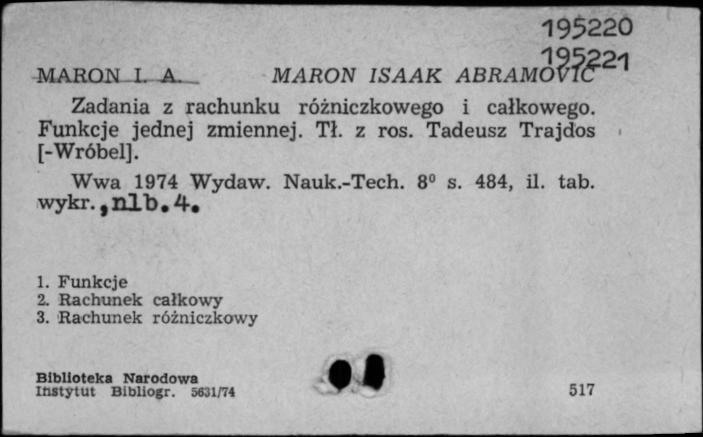 195220
195221
MARON I. A. MARON ISAAK ABRAMOVIČ
Zadania z rachunku różniczkowego i całkowego.
Funkcje jednej zmiennej. Tł. z ros. Tadeusz Trajdos
[-Wróbel].
Wwa 1974 Wydaw. Nauk.-Tech. 8⁰ s. 484, il. tab.
wykr., nlb. 4.
1. Funkcje
2. Rachunek całkowy
3. Rachunek różniczkowy
Biblioteka Narodowa
Instytut Bibliogr. 5631/74
517